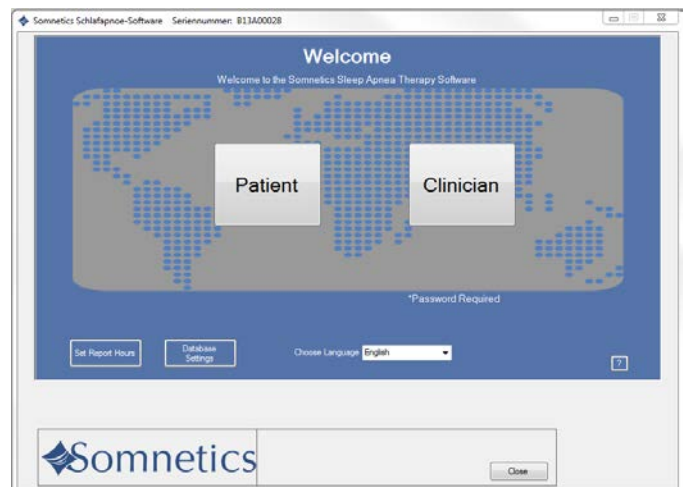 Somnetics Schlafapnoe-Software Seriennummer: B13A00028
Welcome
Welcome to the Somnetics Sleep Apnea Therapy Software
Patient
Clinician
*Password Required
Set Report Hours
Database
Settings
Choose Language English
?
Somnetics
Close